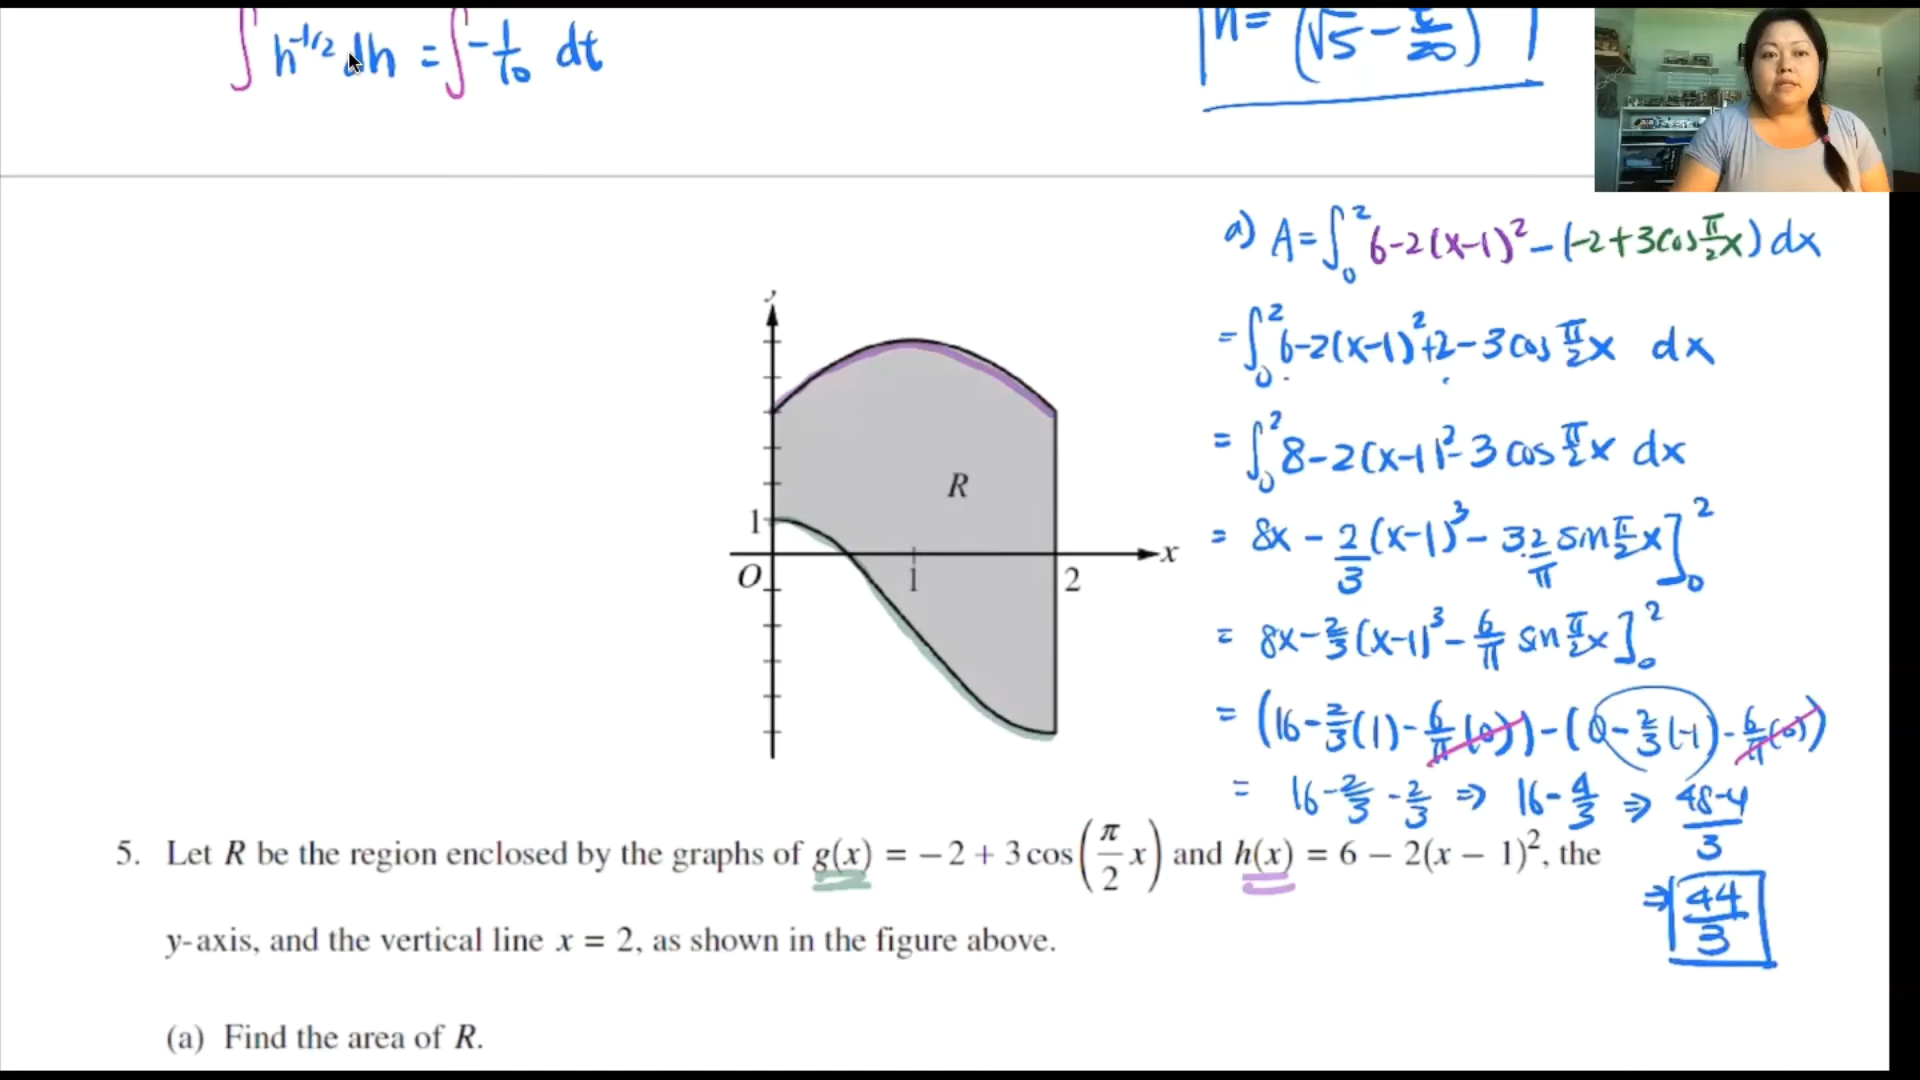 ∫ h^(-1/2) dh = ∫ -1/10 dt
h = (√5 - t/20)
a) A = ∫₀² 6-2(x-1)² - (-2+3cos π/2 x) dx
= ∫₀² 6-2(x-1)²+2-3cos π/2 x dx
= ∫₀² 8-2(x-1)²-3cos π/2 x dx
= 8x - 2/3 (x-1)³ - 3·2/π sin π/2 x]₀²
= 8x - 2/3 (x-1)³ - 6/π sin π/2 x]₀²
= (16 - 2/3 (1) - 6/π (0)) - (0 - 2/3 (-1) - 6/π (0))
= 16 - 2/3 - 2/3 ⇒ 16 - 4/3 ⇒ 48-4/3
⇒ 44/3
y
R
1
x
O
1
2
5. Let R be the region enclosed by the graphs of g(x) = −2 + 3 cos(π/2 x) and h(x) = 6 − 2(x − 1)², the
y-axis, and the vertical line x = 2, as shown in the figure above.
(a) Find the area of R.